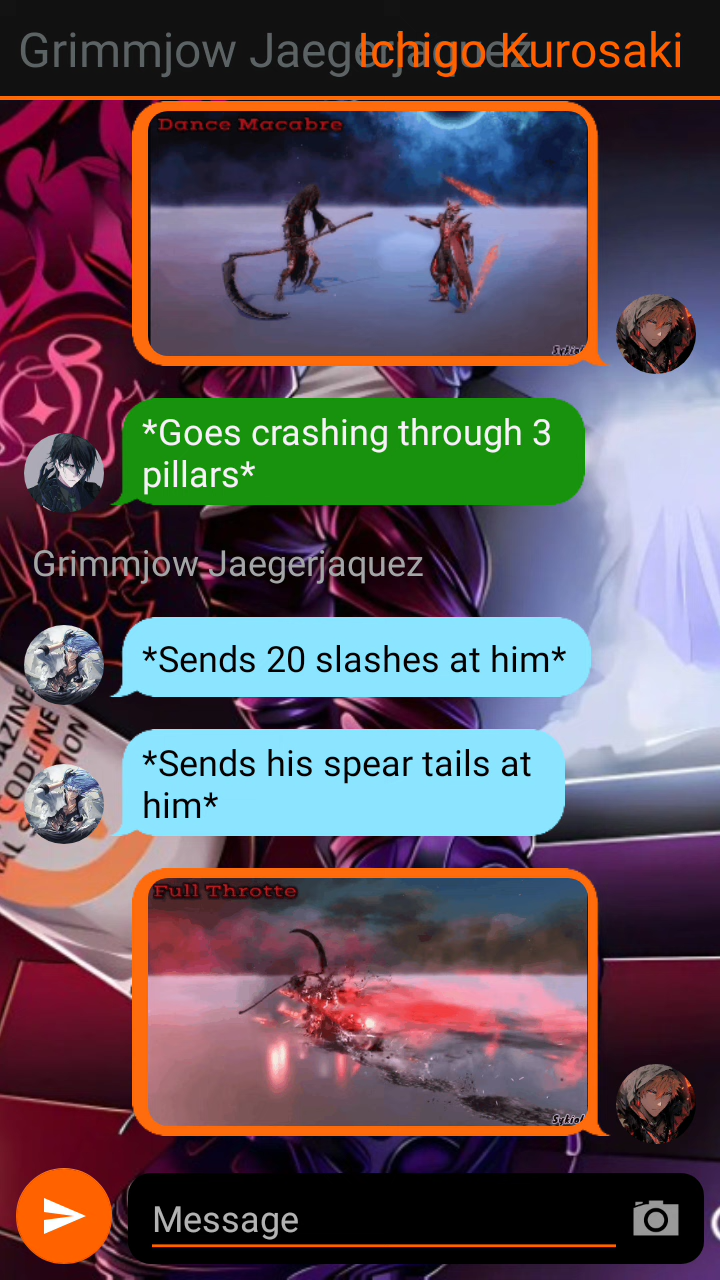 Grimmjow Jaegerjaquez
Ichigo Kurosaki
Dance Macabre
*Goes crashing through 3
pillars*
Grimmjow Jaegerjaquez
*Sends 20 slashes at him*
*Sends his spear tails at
him*
CODEINE
Full Throtte
Message